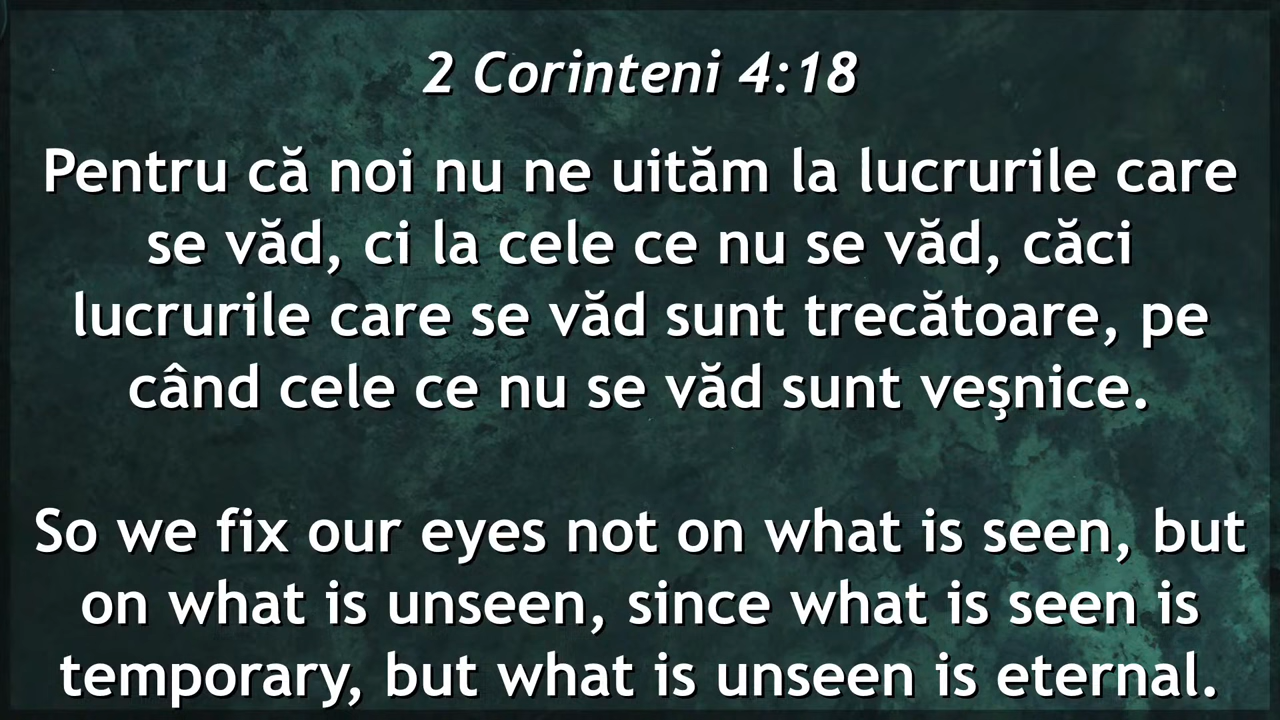 2 Corinteni 4:18
Pentru că noi nu ne uităm la lucrurile care
se văd, ci la cele ce nu se văd, căci
lucrurile care se văd sunt trecătoare, pe
când cele ce nu se văd sunt veşnice.
So we fix our eyes not on what is seen, but
on what is unseen, since what is seen is
temporary, but what is unseen is eternal.